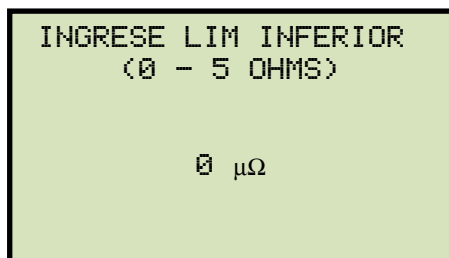 INGRESE LIM INFERIOR
(0 - 5 OHMS)
0 μΩ